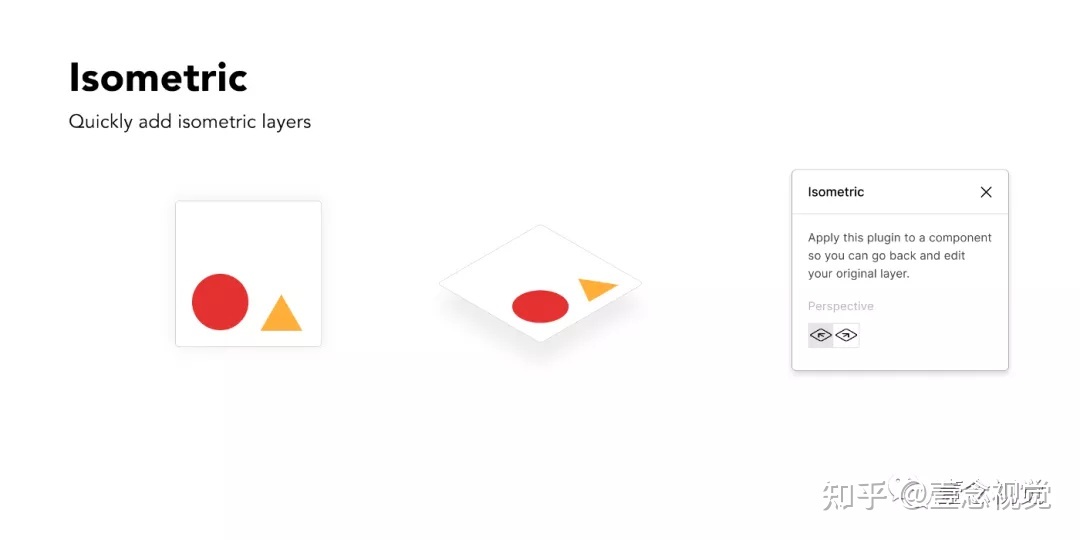 Isometric
Quickly add isometric layers
Isometric
Apply this plugin to a component
so you can go back and edit
your original layer.
Perspective
知乎 @壹念视觉